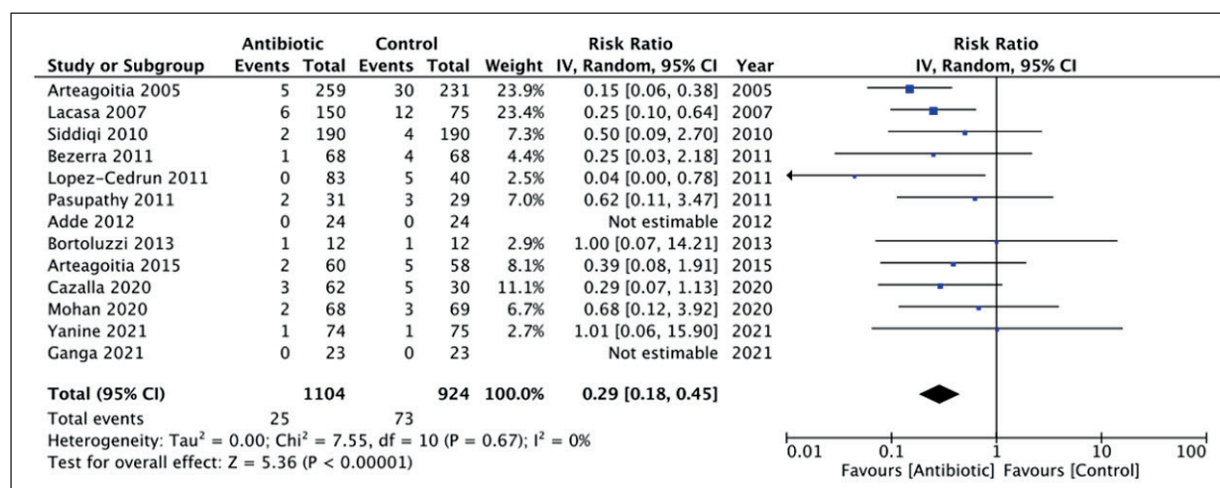 Antibiotic Control Risk Ratio Risk Ratio
Study or Subgroup Events Total Events Total Weight IV, Random, 95% CI Year IV, Random, 95% CI
Arteagoitia 2005 5 259 30 231 23.9% 0.15 [0.06, 0.38] 2005
Lacasa 2007 6 150 12 75 23.4% 0.25 [0.10, 0.64] 2007
Siddiqi 2010 2 190 4 190 7.3% 0.50 [0.09, 2.70] 2010
Bezerra 2011 1 68 4 68 4.4% 0.25 [0.03, 2.18] 2011
Lopez-Cedrun 2011 0 83 5 40 2.5% 0.04 [0.00, 0.78] 2011
Pasupathy 2011 2 31 3 29 7.0% 0.62 [0.11, 3.47] 2011
Adde 2012 0 24 0 24 Not estimable 2012
Bortoluzzi 2013 1 12 1 12 2.9% 1.00 [0.07, 14.21] 2013
Arteagoitia 2015 2 60 5 58 8.1% 0.39 [0.08, 1.91] 2015
Cazalla 2020 3 62 5 30 11.1% 0.29 [0.07, 1.13] 2020
Mohan 2020 2 68 3 69 6.7% 0.68 [0.12, 3.92] 2020
Yanine 2021 1 74 1 75 2.7% 1.01 [0.06, 15.90] 2021
Ganga 2021 0 23 0 23 Not estimable 2021
Total (95% CI) 1104 924 100.0% 0.29 [0.18, 0.45]
Total events 25 73
Heterogeneity: Tau² = 0.00; Chi² = 7.55, df = 10 (P = 0.67); I² = 0%
Test for overall effect: Z = 5.36 (P < 0.00001)
0.01 0.1 1 10 100
Favours [Antibiotic] Favours [Control]